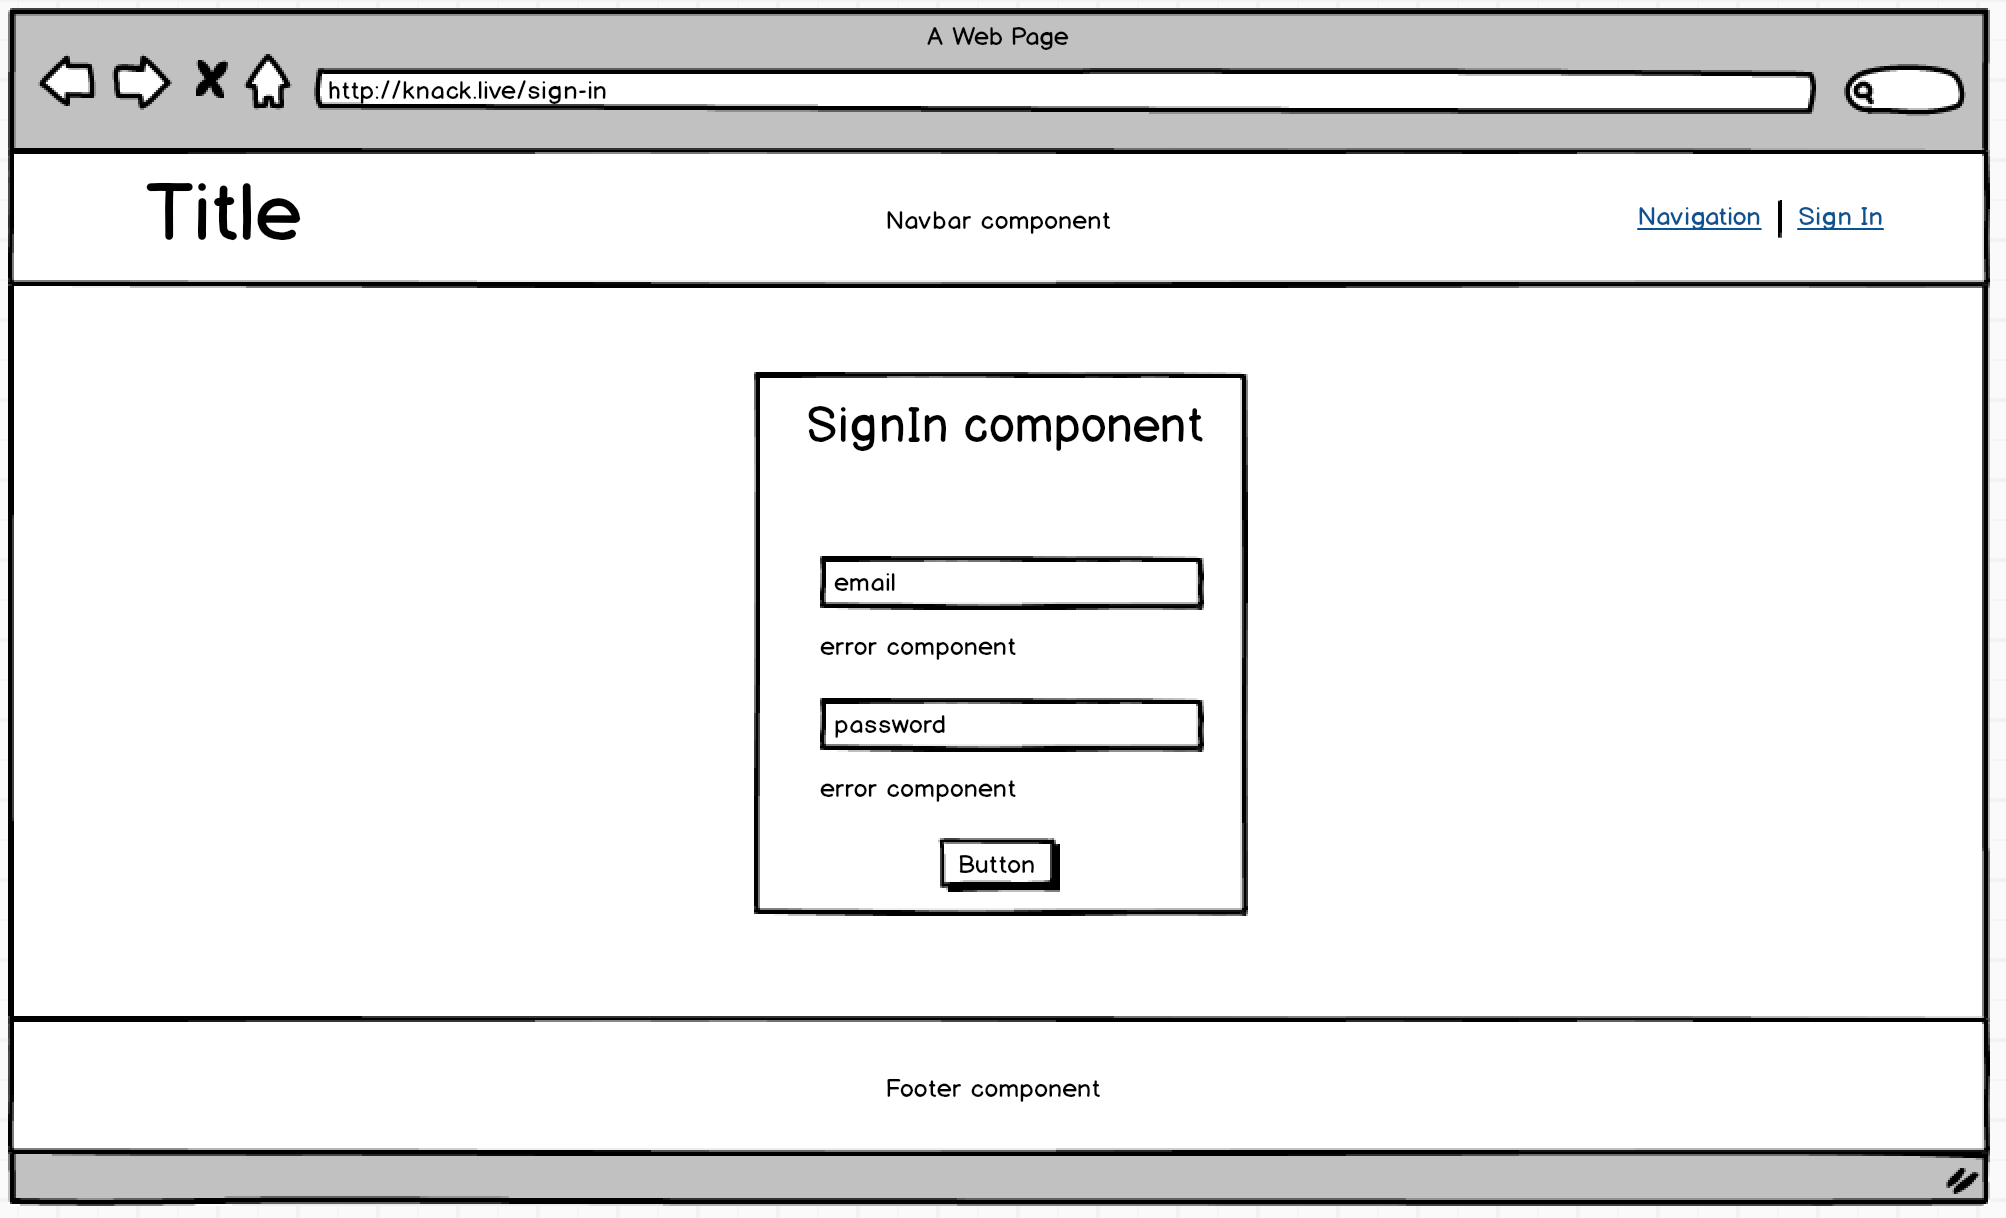 A Web Page
http://knack.live/sign-in
Title
Navbar component
Navigation
Sign In
SignIn component
email
error component
password
error component
Button
Footer component